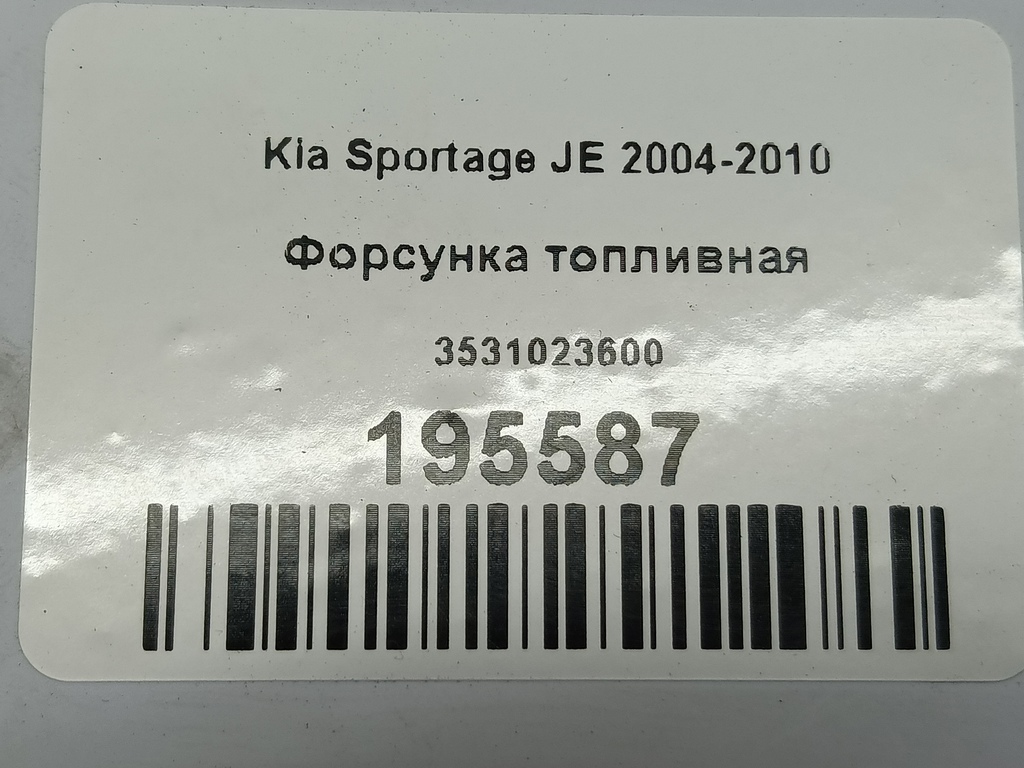 Kia Sportage JE 2004-2010
Форсунка топливная
3531023600
195587